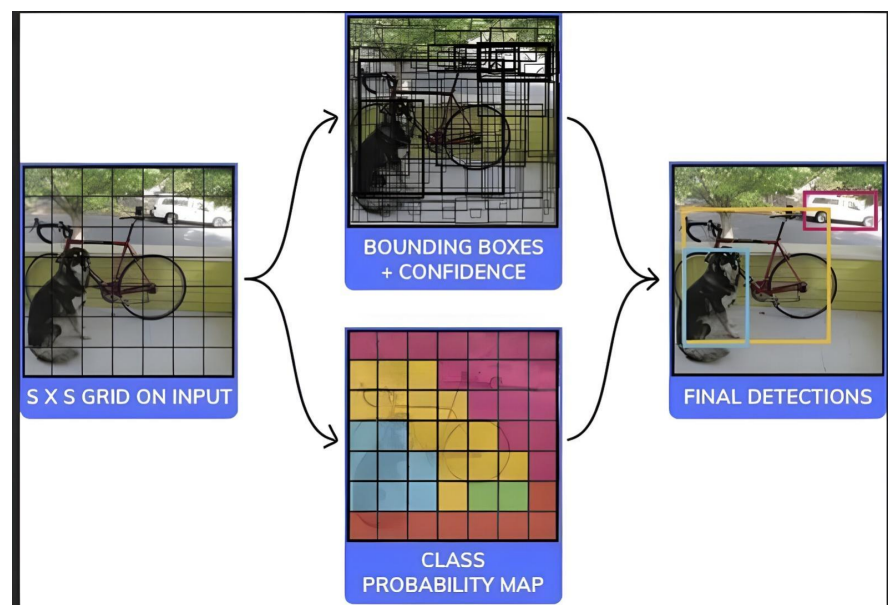 S X S GRID ON INPUT
BOUNDING BOXES
+ CONFIDENCE
CLASS
PROBABILITY MAP
FINAL DETECTIONS